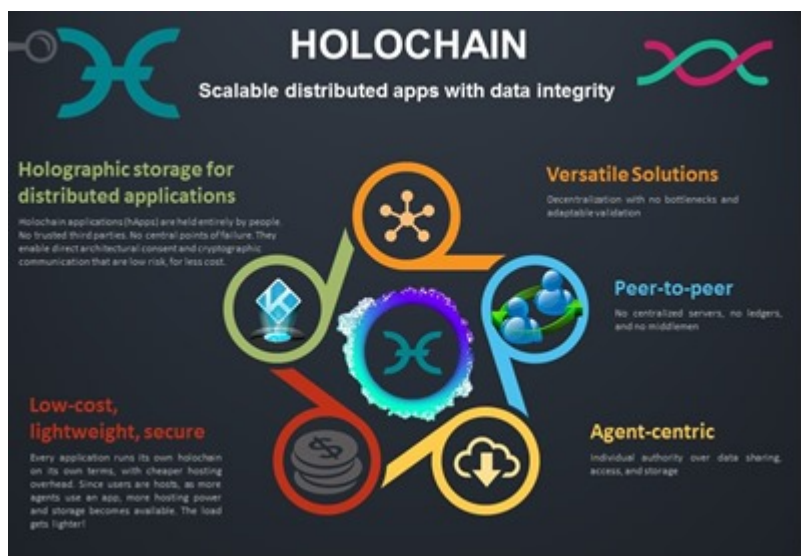 HOLOCHAIN
Scalable distributed apps with data integrity
Holographic storage for
distributed applications
Holochain applications (hApps) are held entirely by people.
No trusted third parties. No central points of failure. They
enable direct architectural consent and cryptographic
communication that are low risk, for less cost.
Versatile Solutions
Decentralization with no bottlenecks and
adaptable validation
Peer-to-peer
No centralized servers, no ledgers,
and no middlemen
Low-cost,
lightweight, secure
Every application runs its own holochain
on its own terms, with cheaper hosting
overhead. Since users are hosts, as more
agents use an app, more hosting power
and storage becomes available. The load
gets lighter!
Agent-centric
Individual authority over data sharing,
access, and storage